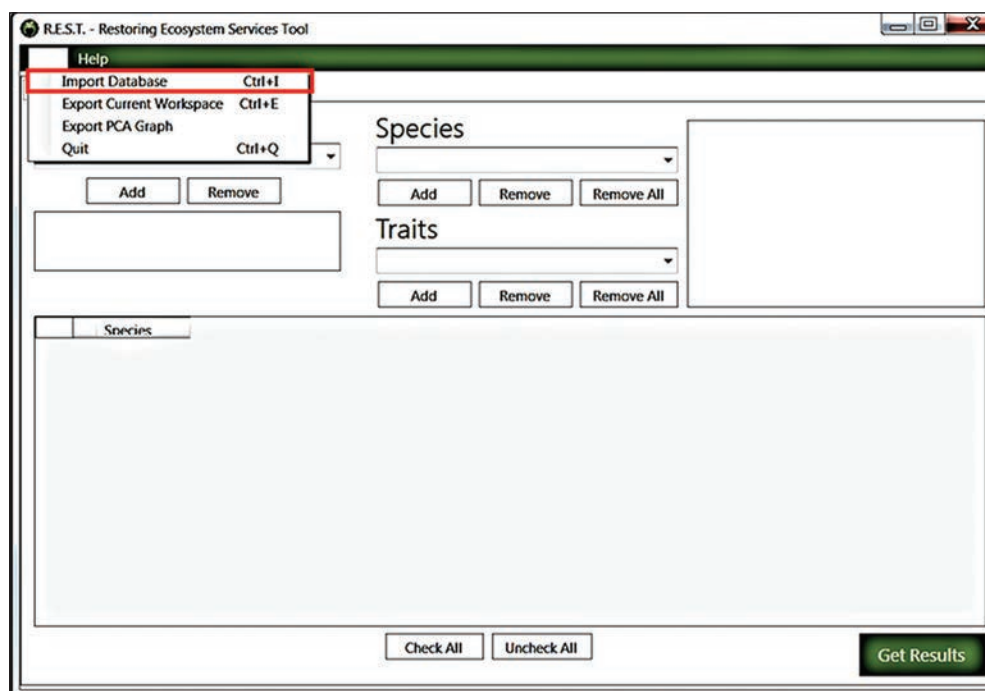 R.E.S.T. - Restoring Ecosystem Services Tool
Help
Import Database Ctrl+I
Export Current Workspace Ctrl+E
Export PCA Graph
Quit Ctrl+Q
Add Remove
Species
Add Remove Remove All
Traits
Add Remove Remove All
Species
Check All Uncheck All
Get Results